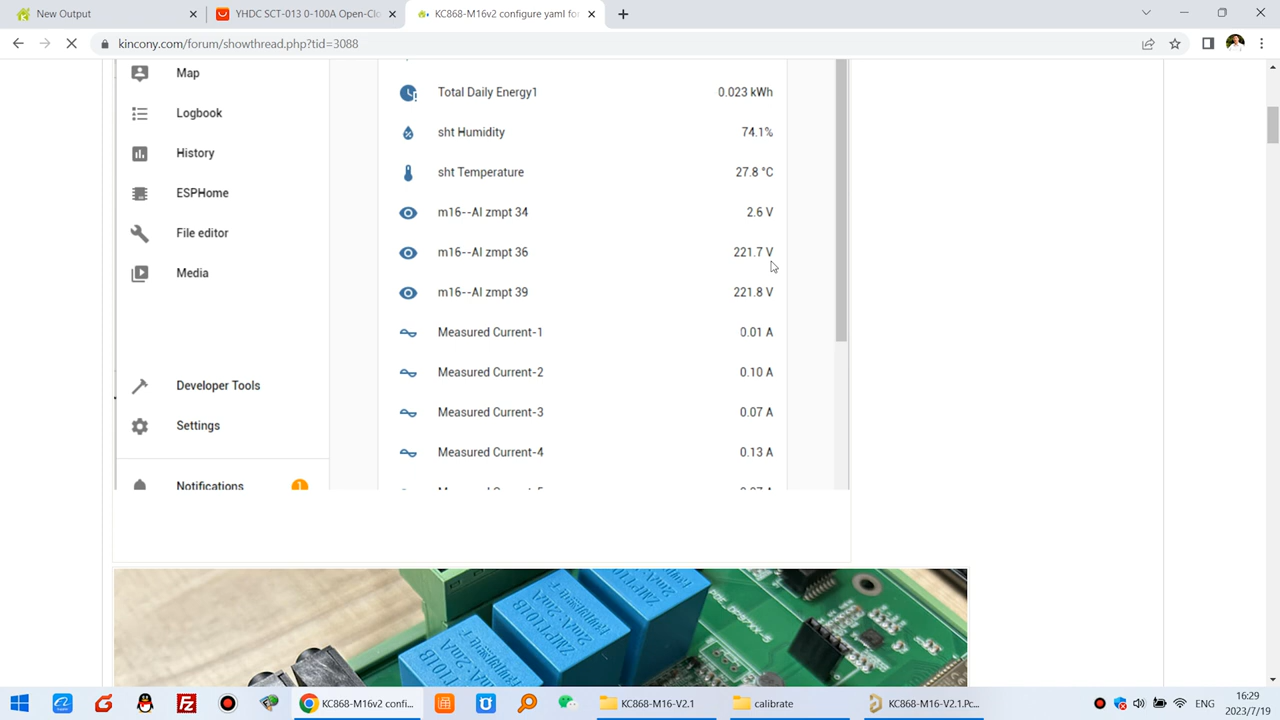 New Output
YHDC SCT-013 0-100A Open-Clo
KC868-M16v2 configure yaml for
kincony.com/forum/showthread.php?tid=3088
Map
Logbook
History
ESPHome
File editor
Media
Developer Tools
Settings
Notifications
1
Total Daily Energy1 0.023 kWh
sht Humidity 74.1%
sht Temperature 27.8 °C
m16--AI zmpt 34 2.6 V
m16--AI zmpt 36 221.7 V
m16--AI zmpt 39 221.8 V
Measured Current-1 0.01 A
Measured Current-2 0.10 A
Measured Current-3 0.07 A
Measured Current-4 0.13 A
ZMPT101B
2mA:2mA
KC868-M16v2 confi...
KC868-M16-V2.1
calibrate
KC868-M16-V2.1.Pc...
ENG
16:29
2023/7/19